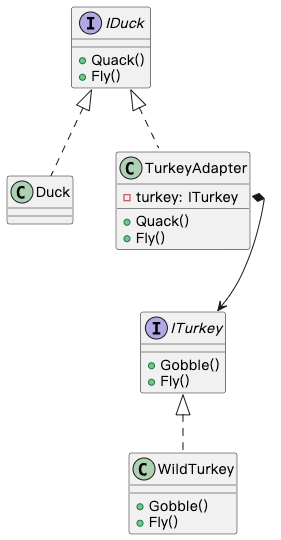 I IDuck
Quack()
Fly()
C Duck
C TurkeyAdapter
turkey: ITurkey
Quack()
Fly()
I ITurkey
Gobble()
Fly()
C WildTurkey
Gobble()
Fly()